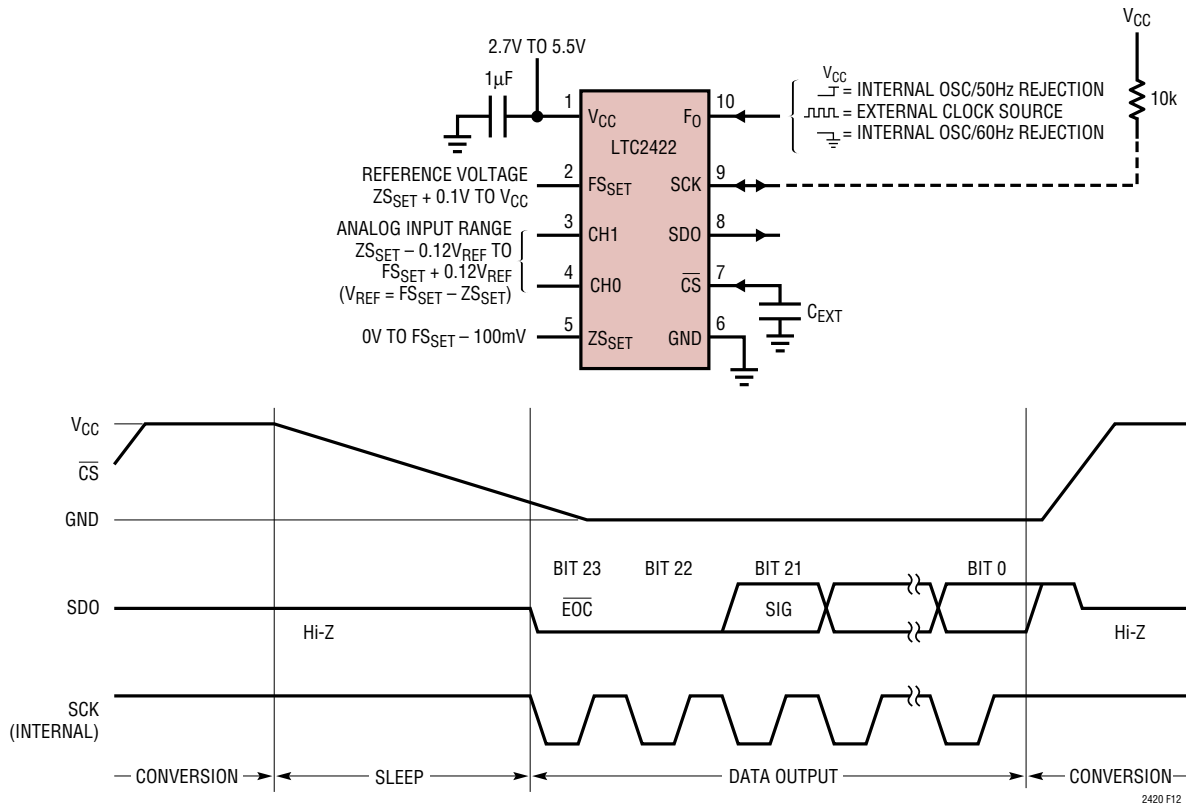 2.7V TO 5.5V
1µF
VCC
VCC
= INTERNAL OSC/50Hz REJECTION
= EXTERNAL CLOCK SOURCE
= INTERNAL OSC/60Hz REJECTION
10k
1 VCC
FO 10
LTC2422
REFERENCE VOLTAGE
ZSSET + 0.1V TO VCC
2 FSSET
SCK 9
ANALOG INPUT RANGE
ZSSET – 0.12VREF TO
FSSET + 0.12VREF
(VREF = FSSET – ZSSET)
3 CH1
SDO 8
4 CH0
CS 7
CEXT
0V TO FSSET – 100mV
5 ZSSET
GND 6
VCC
CS
GND
BIT 23 BIT 22 BIT 21 BIT 0
SDO
EOC
SIG
Hi-Z
Hi-Z
SCK
(INTERNAL)
CONVERSION SLEEP DATA OUTPUT CONVERSION
2420 F12